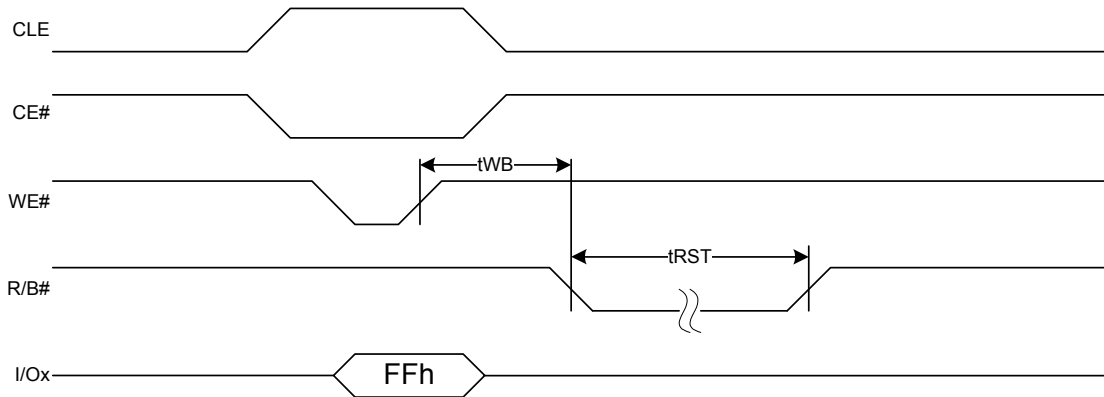 CLE
CE#
tWB
WE#
tRST
R/B#
I/Ox
FFh